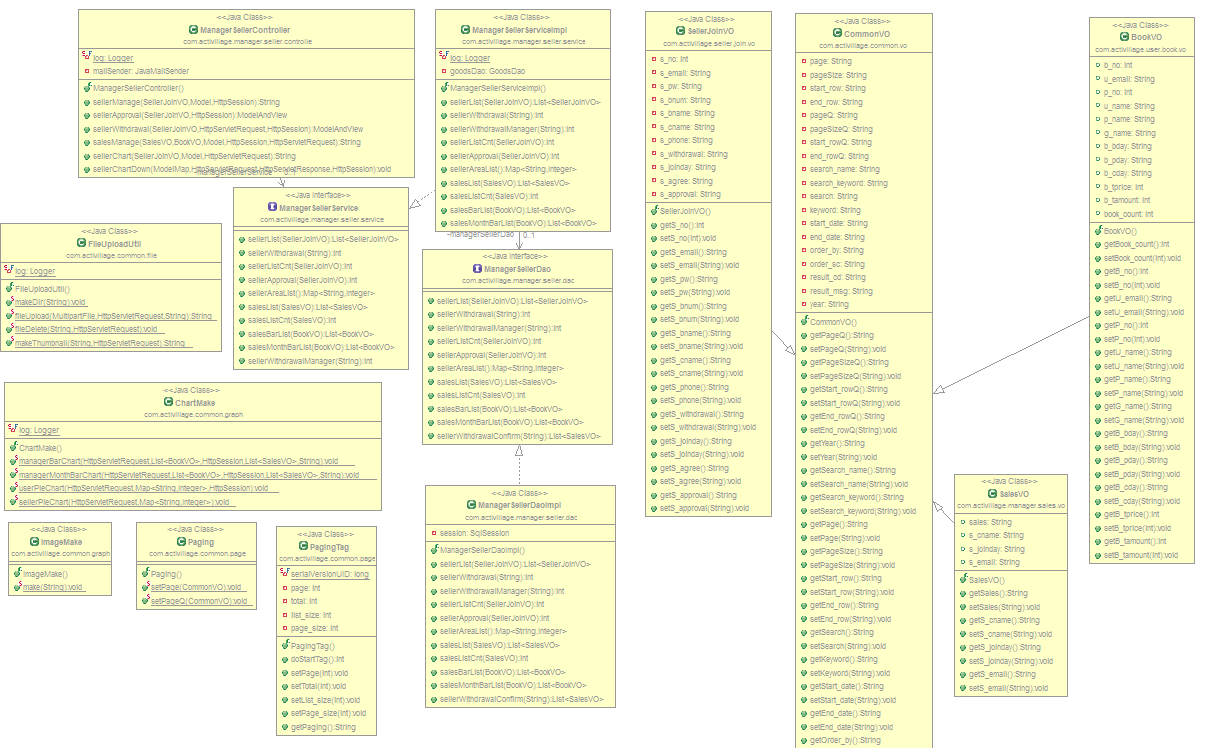 <<Java Class>>
ManagerSellerController
com.activillage.manager.seller.controlle
log: Logger
mailSender: JavaMailSender
ManagerSellerController()
sellerManage(SellerJoinVO,Model,HttpSession):String
sellerApproval(SellerJoinVO,HttpSession):ModelAndView
sellerWithdrawal(SellerJoinVO,HttpServletRequest,HttpSession):ModelAndView
salesManage(SalesVO,BookVO,Model,HttpSession,HttpServletRequest):String
sellerChart(SellerJoinVO,Model,HttpServletRequest):String
sellerChartDown(ModelMap,HttpServletRequest,HttpServletResponse,HttpSession):void
-managerSellerService 0..1
<<Java Interface>>
ManagerSellerService
com.activillage.manager.seller.service
sellerList(SellerJoinVO):List<SellerJoinVO>
sellerWithdrawal(String):int
sellerListCnt(SellerJoinVO):int
sellerApproval(SellerJoinVO):int
sellerAreaList():Map<String,Integer>
salesList(SalesVO):List<SalesVO>
salesListCnt(SalesVO):int
salesBarList(BookVO):List<BookVO>
salesMonthBarList(BookVO):List<BookVO>
sellerWithdrawalManager(String):int
<<Java Class>>
FileUploadUtil
com.activillage.common.file
log: Logger
FileUploadUtil()
makeDir(String):void
fileUpload(MultipartFile,HttpServletRequest,String):String
fileDelete(String,HttpServletRequest):void
makeThumbnail(String,HttpServletRequest):String
<<Java Class>>
ChartMake
com.activillage.common.graph
log: Logger
ChartMake()
managerBarChart(HttpServletRequest,List<BookVO>,HttpSession,List<SalesVO>,String):void
managerMonthBarChart(HttpServletRequest,List<BookVO>,HttpSession,List<SalesVO>,String):void
userPieChart(HttpServletRequest,Map<String,Integer>,HttpSession):void
sellerPieChart(HttpServletRequest,Map<String,Integer>):void
<<Java Class>>
ImageMake
com.activillage.common.graph
ImageMake()
make(String):void
<<Java Class>>
Paging
com.activillage.common.page
Paging()
setPage(CommonVO):void
setPageQ(CommonVO):void
<<Java Class>>
PagingTag
com.activillage.common.page
serialVersionUID: long
page: int
total: int
list_size: int
page_size: int
PagingTag()
doStartTag():int
setPage(int):void
setTotal(int):void
setList_size(int):void
setPage_size(int):void
getPaging():String
<<Java Class>>
ManagerSellerServiceImpl
com.activillage.manager.seller.service
log: Logger
goodsDao: GoodsDao
ManagerSellerServiceImpl()
sellerList(SellerJoinVO):List<SellerJoinVO>
sellerWithdrawal(String):int
sellerWithdrawalManager(String):int
sellerListCnt(SellerJoinVO):int
sellerApproval(SellerJoinVO):int
sellerAreaList():Map<String,Integer>
salesList(SalesVO):List<SalesVO>
salesListCnt(SalesVO):int
salesBarList(BookVO):List<BookVO>
salesMonthBarList(BookVO):List<BookVO>
-managerSellerDao 0..1
<<Java Interface>>
ManagerSellerDao
com.activillage.manager.seller.dac
sellerList(SellerJoinVO):List<SellerJoinVO>
sellerWithdrawal(String):int
sellerWithdrawalManager(String):int
sellerListCnt(SellerJoinVO):int
sellerApproval(SellerJoinVO):int
sellerAreaList():Map<String,Integer>
salesList(SalesVO):List<SalesVO>
salesListCnt(SalesVO):int
salesBarList(BookVO):List<BookVO>
salesMonthBarList(BookVO):List<BookVO>
sellerWithdrawalConfirm(String):List<SalesVO>
<<Java Class>>
ManagerSellerDaoImpl
com.activillage.manager.seller.dac
session: SqlSession
ManagerSellerDaoImpl()
sellerList(SellerJoinVO):List<SellerJoinVO>
sellerWithdrawal(String):int
sellerWithdrawalManager(String):int
sellerListCnt(SellerJoinVO):int
sellerApproval(SellerJoinVO):int
sellerAreaList():Map<String,Integer>
salesList(SalesVO):List<SalesVO>
salesListCnt(SalesVO):int
salesBarList(BookVO):List<BookVO>
salesMonthBarList(BookVO):List<BookVO>
sellerWithdrawalConfirm(String):List<SalesVO>
<<Java Class>>
SellerJoinVO
com.activillage.seller.join.vo
s_no: int
s_email: String
s_pw: String
s_bnum: String
s_bname: String
s_cname: String
s_phone: String
s_withdrawal: String
s_joinday: String
s_agree: String
s_approval: String
SellerJoinVO()
getS_no():int
setS_no(int):void
getS_email():String
setS_email(String):void
getS_pw():String
setS_pw(String):void
getS_bnum():String
setS_bnum(String):void
getS_bname():String
setS_bname(String):void
getS_cname():String
setS_cname(String):void
getS_phone():String
setS_phone(String):void
getS_withdrawal():String
setS_withdrawal(String):void
getS_joinday():String
setS_joinday(String):void
getS_agree():String
setS_agree(String):void
getS_approval():String
setS_approval(String):void
<<Java Class>>
CommonVO
com.activillage.common.vo
page: String
pageSize: String
start_row: String
end_row: String
pageQ: String
pageSizeQ: String
start_rowQ: String
end_rowQ: String
search_name: String
search_keyword: String
search: String
keyword: String
start_date: String
end_date: String
order_by: String
order_sc: String
result_cd: String
result_msg: String
year: String
CommonVO()
getPageQ():String
setPageQ(String):void
getPageSizeQ():String
setPageSizeQ(String):void
getStart_rowQ():String
setStart_rowQ(String):void
getEnd_rowQ():String
setEnd_rowQ(String):void
getYear():String
setYear(String):void
getSearch_name():String
setSearch_name(String):void
getSearch_keyword():String
setSearch_keyword(String):void
getPage():String
setPage(String):void
getPageSize():String
setPageSize(String):void
getStart_row():String
setStart_row(String):void
getEnd_row():String
setEnd_row(String):void
getSearch():String
setSearch(String):void
getKeyword():String
setKeyword(String):void
getStart_date():String
setStart_date(String):void
getEnd_date():String
setEnd_date(String):void
getOrder_by():String
<<Java Class>>
SalesVO
com.activillage.manager.sales.vo
sales: String
s_cname: String
s_joinday: String
s_email: String
SalesVO()
getSales():String
setSales(String):void
getS_cname():String
setS_cname(String):void
getS_joinday():String
setS_joinday(String):void
getS_email():String
setS_email(String):void
<<Java Class>>
BookVO
com.activillage.user.book.vo
b_no: int
u_email: String
p_no: int
u_name: String
p_name: String
g_name: String
b_bday: String
b_pday: String
b_cday: String
b_tprice: int
b_tamount: int
book_count: int
BookVO()
getBook_count():int
setBook_count(int):void
getB_no():int
setB_no(int):void
getU_email():String
setU_email(String):void
getP_no():int
setP_no(int):void
getU_name():String
setU_name(String):void
getP_name():String
setP_name(String):void
getG_name():String
setG_name(String):void
getB_bday():String
setB_bday(String):void
getB_pday():String
setB_pday(String):void
getB_cday():String
setB_cday(String):void
getB_tprice():int
setB_tprice(int):void
getB_tamount():int
setB_tamount(int):void